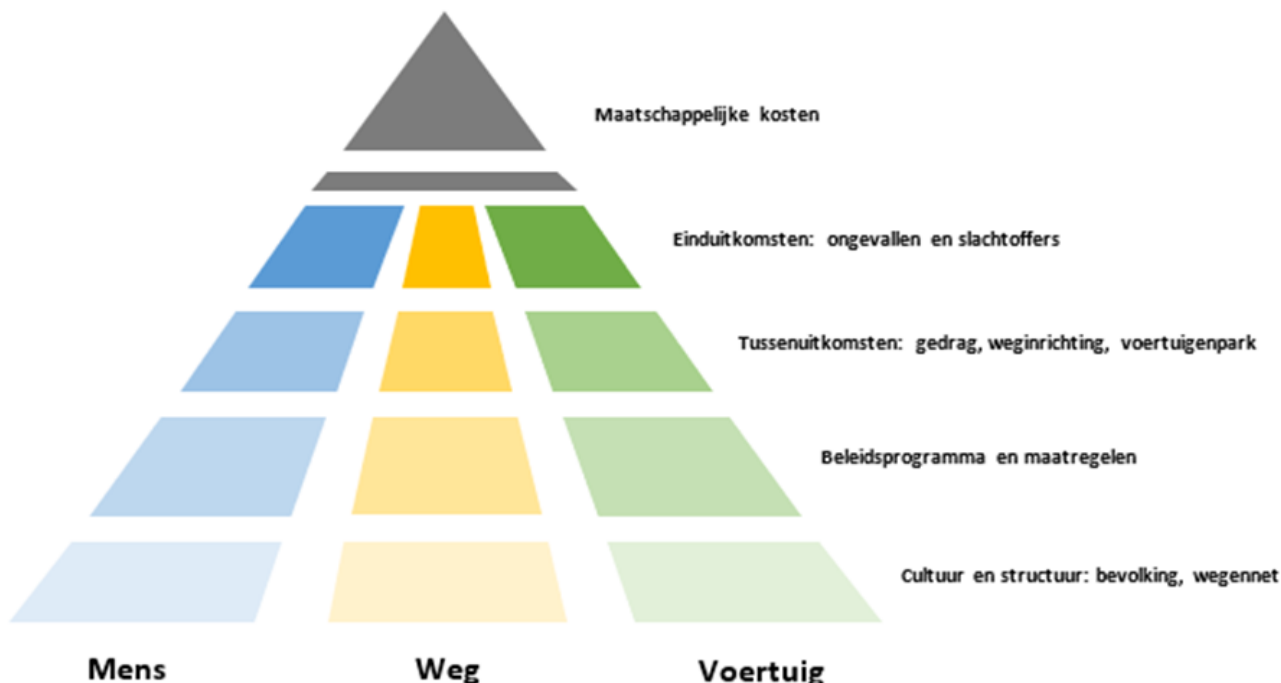 Maatschappelijke kosten
Einduitkomsten: ongevallen en slachtoffers
Tussenuitkomsten: gedrag, weginrichting, voertuigenpark
Beleidsprogramma en maatregelen
Cultuur en structuur: bevolking, wegennet
Mens Weg Voertuig